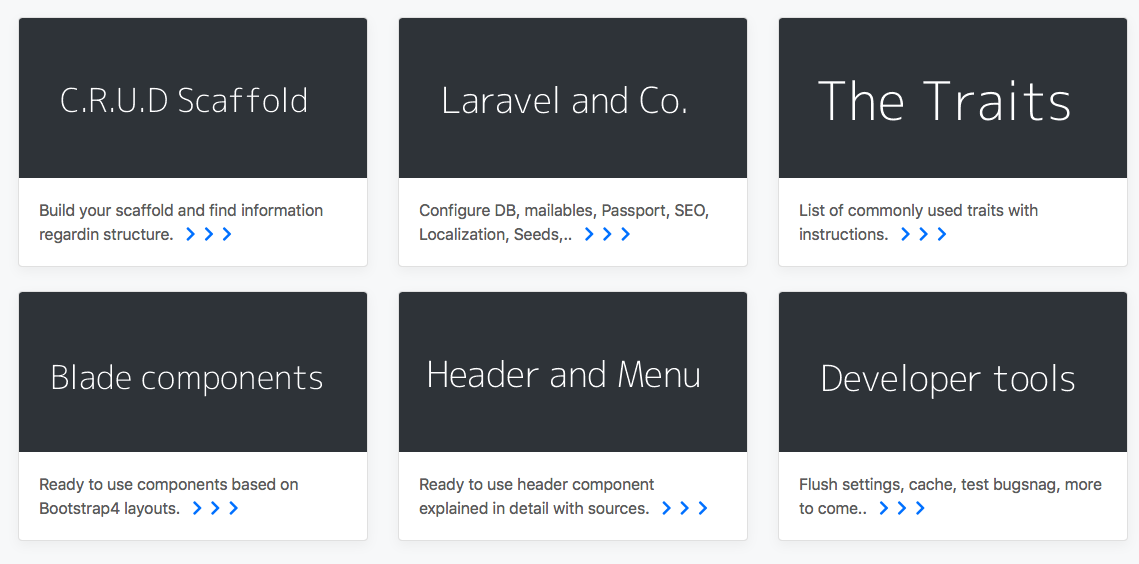 C.R.U.D Scaffold
Build your scaffold and find information
regardin structure.
Laravel and Co.
Configure DB, mailables, Passport, SEO,
Localization, Seeds,..
The Traits
List of commonly used traits with
instructions.
Blade components
Ready to use components based on
Bootstrap4 layouts.
Header and Menu
Ready to use header component
explained in detail with sources.
Developer tools
Flush settings, cache, test bugsnag, more
to come..